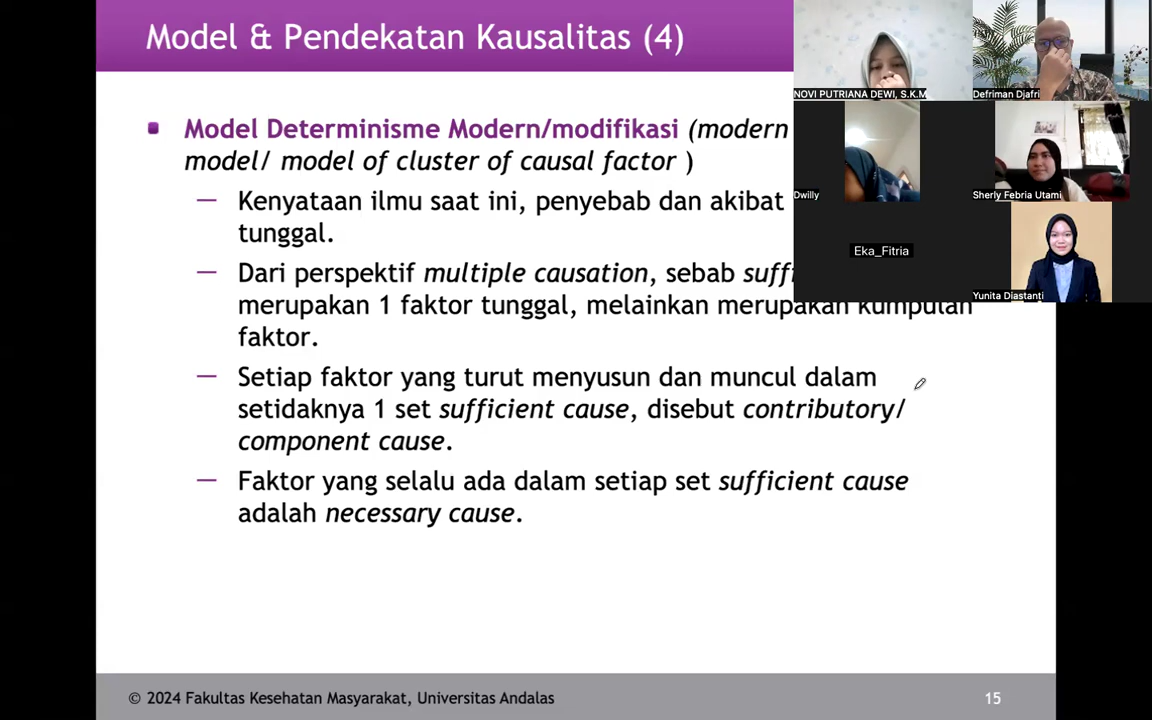 Model & Pendekatan Kausalitas (4)
Model Determinisme Modern/modifikasi (modern
model/ model of cluster of causal factor )
— Kenyataan ilmu saat ini, penyebab dan akibat
tunggal.
— Dari perspektif multiple causation, sebab
merupakan 1 faktor tunggal, melainkan merupakan kumpulan
faktor.
— Setiap faktor yang turut menyusun dan muncul dalam
setidaknya 1 set sufficient cause, disebut contributory/
component cause.
— Faktor yang selalu ada dalam setiap set sufficient cause
adalah necessary cause.
© 2024 Fakultas Kesehatan Masyarakat, Universitas Andalas
15
NOVI PUTRIANA DEWI, S.K.M
Defriman Djafri
Dwilly
Sherly Febria Utami
Eka_Fitria
Yunita Diastanti